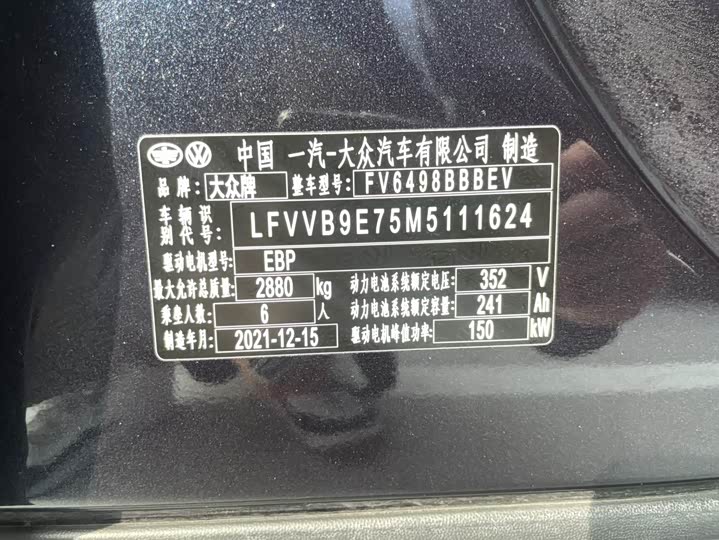 中国 一汽-大众汽车有限公司 制造
品牌: 大众牌 整车型号: FV6498BBBEV
车辆识别代号: LFVVB9E75M5111624
驱动电机型号: EBP
最大允许总质量: 2880 kg 动力电池系统额定电压: 352 V
乘坐人数: 6 人 动力电池系统额定容量: 241 Ah
制造年月: 2021-12-15 驱动电机峰值功率: 150 kW